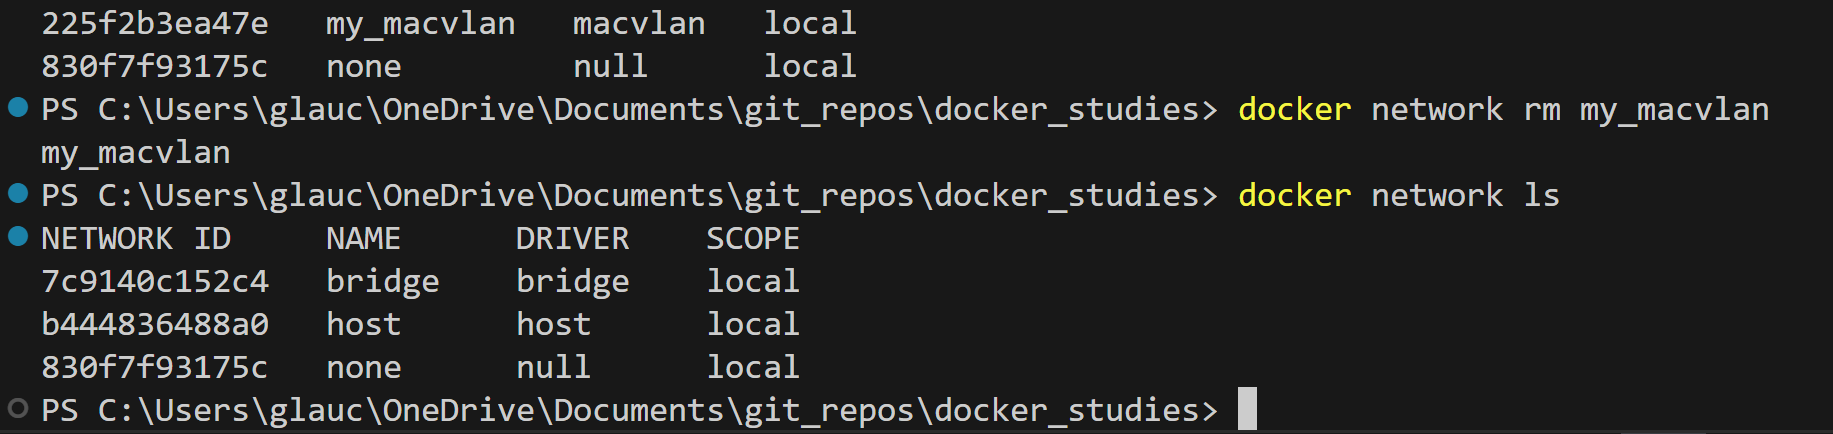 225f2b3ea47e   my_macvlan   macvlan   local
830f7f93175c   none         null      local
PS C:\Users\glauc\OneDrive\Documents\git_repos\docker_studies> docker network rm my_macvlan
my_macvlan
PS C:\Users\glauc\OneDrive\Documents\git_repos\docker_studies> docker network ls
NETWORK ID     NAME      DRIVER    SCOPE
7c9140c152c4   bridge    bridge    local
b444836488a0   host      host      local
830f7f93175c   none      null      local
PS C:\Users\glauc\OneDrive\Documents\git_repos\docker_studies>